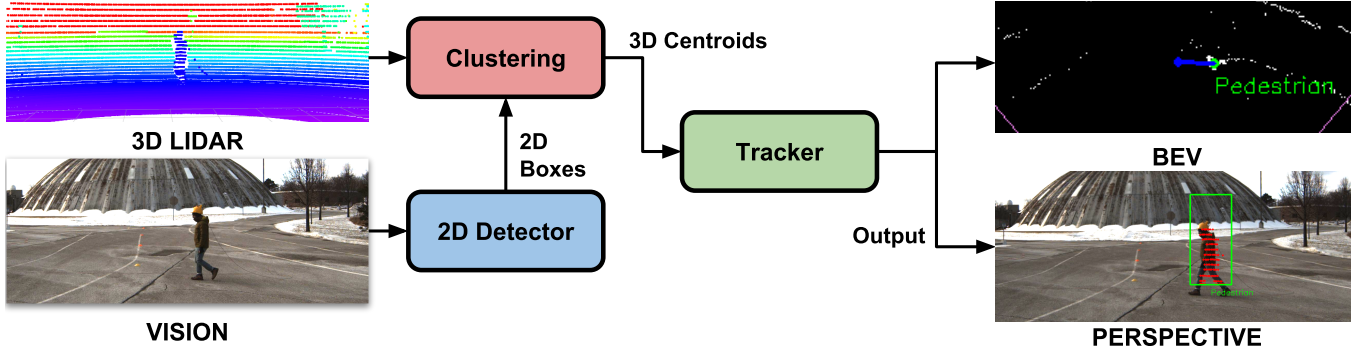 3D LIDAR
VISION
Clustering
2D
Boxes
2D Detector
3D Centroids
Tracker
Output
Pedestrian
BEV
Pedestrian
PERSPECTIVE